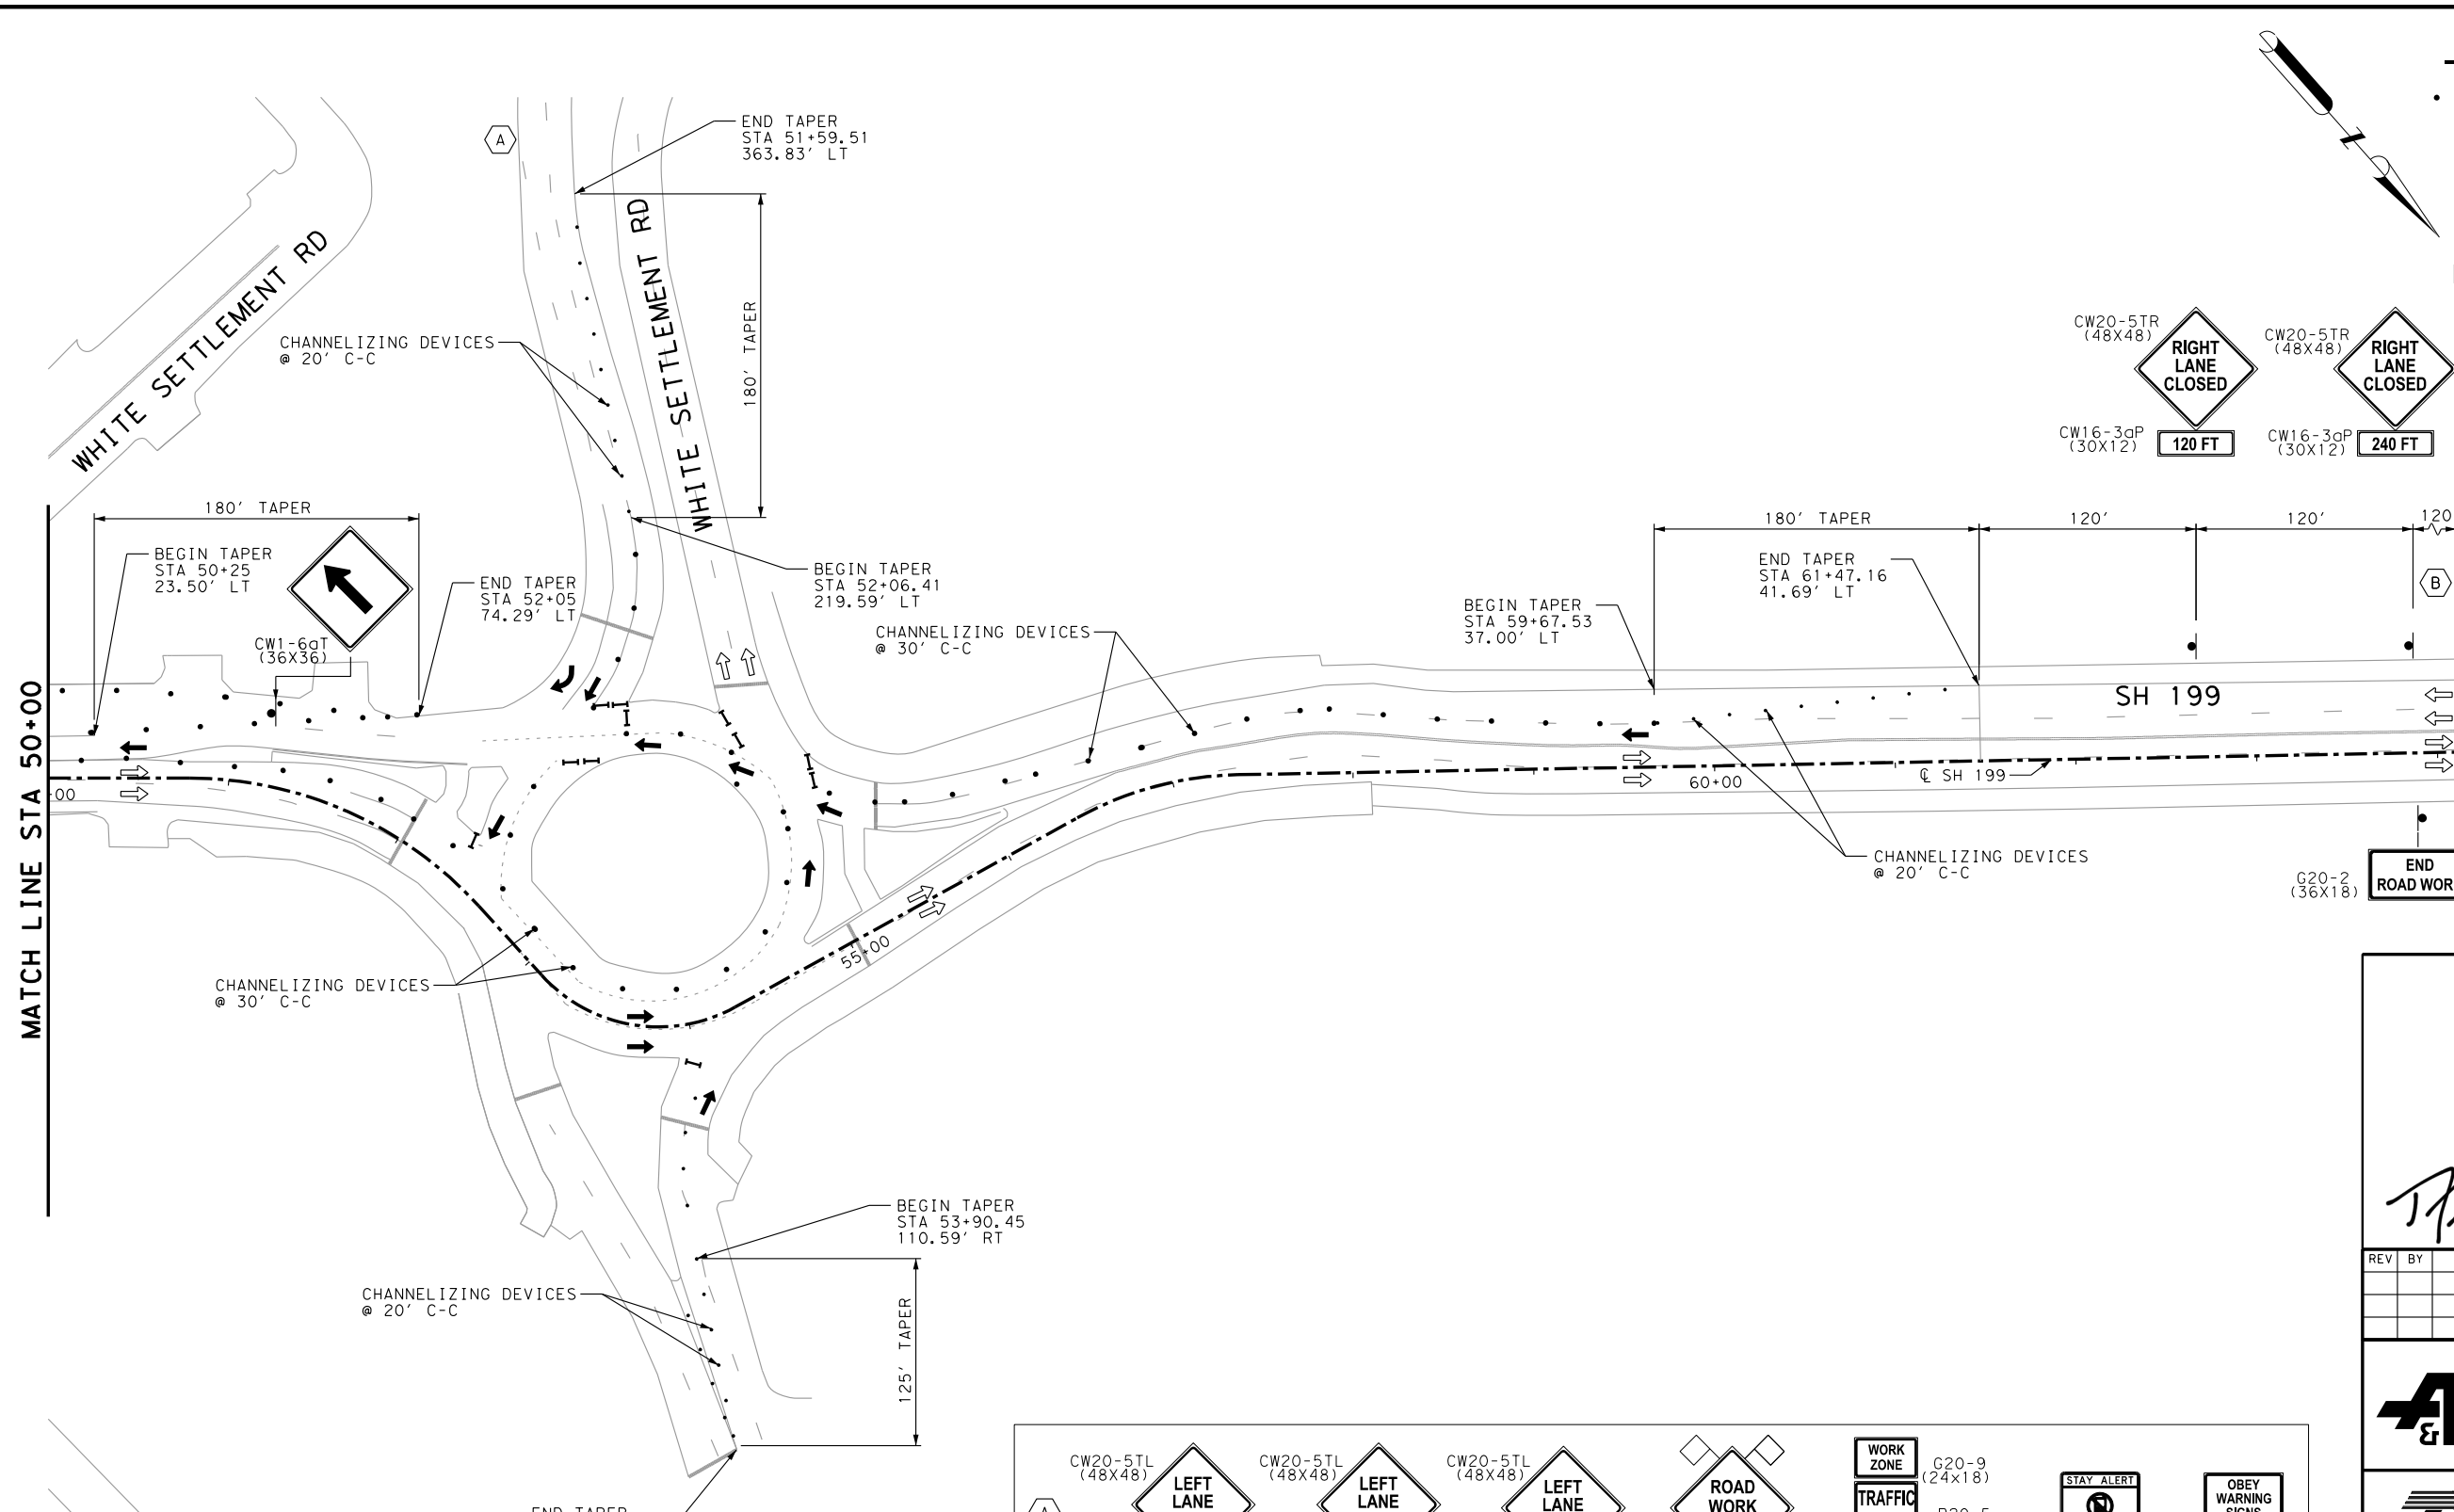 END TAPER
STA 51+59.51
363.83' LT
A
WHITE SETTLEMENT RD
WHITE SETTLEMENT RD
180' TAPER
CHANNELIZING DEVICES
@ 20' C-C
CW20-5TR
(48X48)
RIGHT
LANE
CLOSED
CW16-3aP
(30X12)
120 FT
CW20-5TR
(48X48)
RIGHT
LANE
CLOSED
CW16-3aP
(30X12)
240 FT
180' TAPER
BEGIN TAPER
STA 50+25
23.50' LT
CW1-6aT
(36X36)
END TAPER
STA 52+05
74.29' LT
BEGIN TAPER
STA 52+06.41
219.59' LT
CHANNELIZING DEVICES
@ 30' C-C
180' TAPER
120'
120'
120
END TAPER
STA 61+47.16
41.69' LT
BEGIN TAPER
STA 59+67.53
37.00' LT
B
SH 199
MATCH LINE STA 50+00
+00
60+00
℄ SH 199
CHANNELIZING DEVICES
@ 20' C-C
G20-2
(36X18)
END
ROAD WOR
55+00
CHANNELIZING DEVICES
@ 30' C-C
BEGIN TAPER
STA 53+90.45
110.59' RT
CHANNELIZING DEVICES
@ 20' C-C
125' TAPER
REV BY
A
&
END TAPER
CW20-5TL
(48X48)
LEFT
LANE
CW20-5TL
(48X48)
LEFT
LANE
CW20-5TL
(48X48)
LEFT
LANE
ROAD
WORK
WORK
ZONE
G20-9
(24x18)
TRAFFIC
R20-5
STAY ALERT
OBEY
WARNING
SIGNS